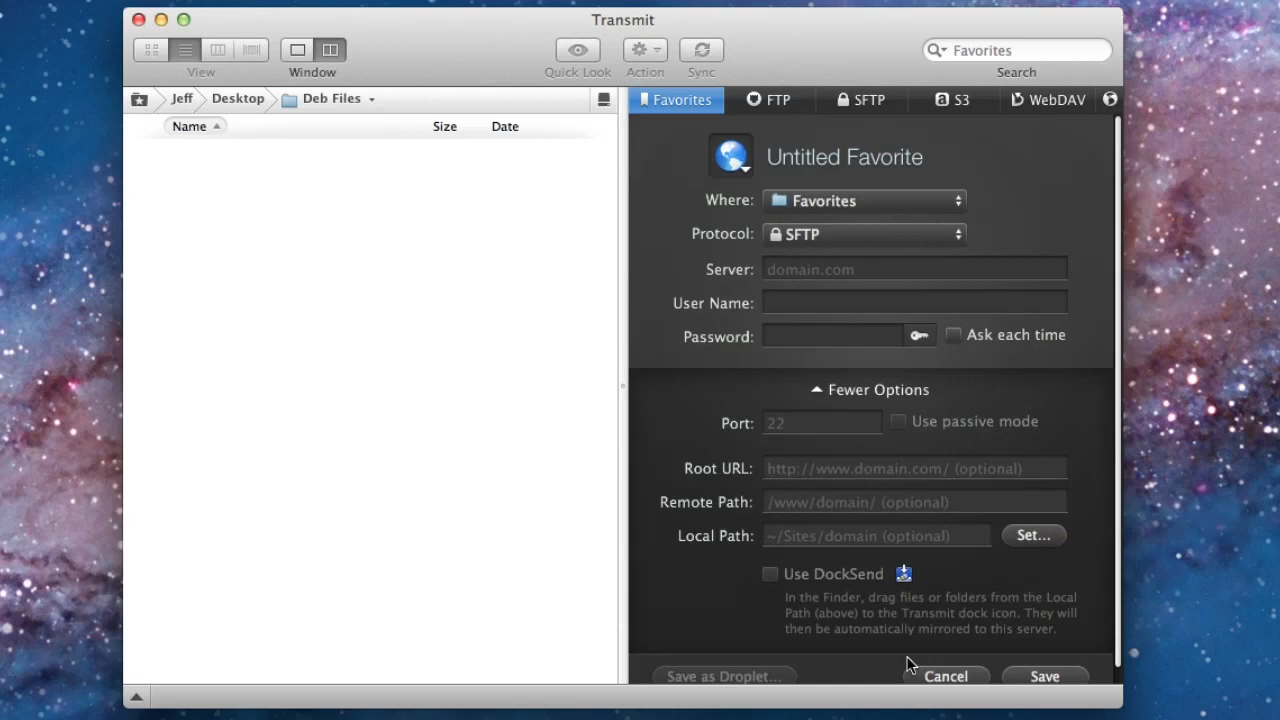 Transmit
Favorites
View
Window
Quick Look
Action
Sync
Search
Jeff
Desktop
Deb Files
Favorites
FTP
SFTP
S3
WebDAV
Name
Size
Date
Untitled Favorite
Where: Favorites
Protocol: SFTP
Server: domain.com
User Name:
Password:
Ask each time
Fewer Options
Port: 22
Use passive mode
Root URL: http://www.domain.com/ (optional)
Remote Path: /www/domain/ (optional)
Local Path: ~/Sites/domain (optional)
Set...
Use DockSend
In the Finder, drag files or folders from the Local
Path (above) to the Transmit dock icon. They will
then be automatically mirrored to this server.
Save as Droplet...
Cancel
Save